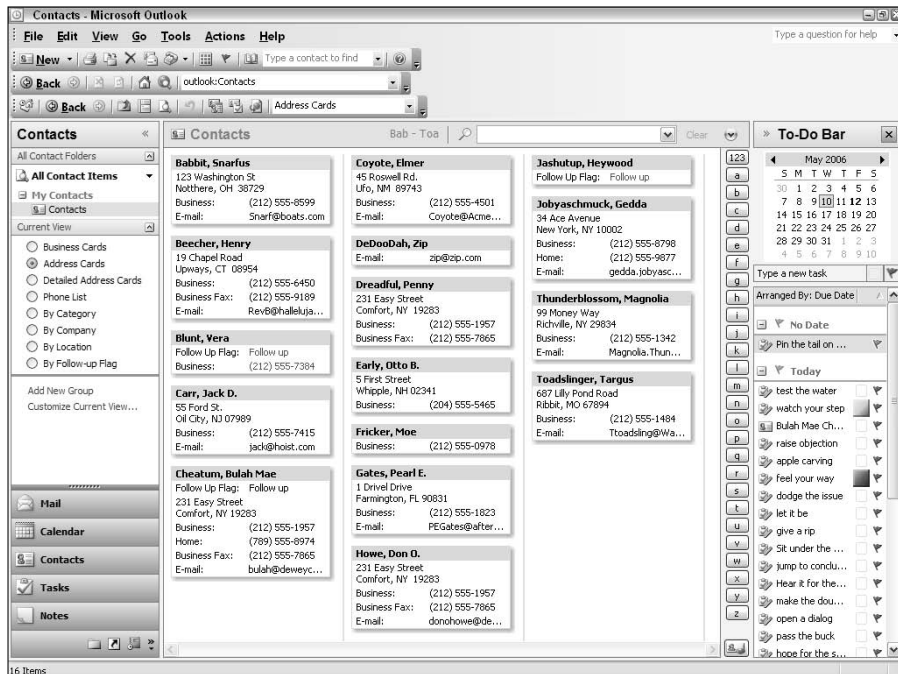 Contacts - Microsoft Outlook
File Edit View Go Tools Actions Help
Type a question for help
New
Type a contact to find
Back
outlook:Contacts
Back
Address Cards
Contacts «
All Contact Folders
All Contact Items
My Contacts
Contacts
Current View
Business Cards
Address Cards
Detailed Address Cards
Phone List
By Category
By Company
By Location
By Follow-up Flag
Add New Group
Customize Current View...
Mail
Calendar
Contacts
Tasks
Notes
»
16 Items
Contacts Bab - Toa Clear
Babbit, Snarfus
123 Washington St
Notthere, OH 38729
Business: (212) 555-8599
E-mail: Snarf@boats.com
Beecher, Henry
19 Chapel Road
Upways, CT 08954
Business: (212) 555-6450
Business Fax: (212) 555-9189
E-mail: RevB@halleluja...
Blunt, Vera
Follow Up Flag: Follow up
Business: (212) 555-7384
Carr, Jack D.
55 Ford St.
Oil City, NJ 07989
Business: (212) 555-7415
E-mail: jack@hoist.com
Cheatum, Bulah Mae
Follow Up Flag: Follow up
231 Easy Street
Comfort, NY 19283
Business: (212) 555-1957
Home: (789) 555-8974
Business Fax: (212) 555-7865
E-mail: bulah@deweyc...
Coyote, Elmer
45 Roswell Rd.
Ufo, NM 89743
Business: (212) 555-4501
E-mail: Coyote@Acme...
DeDooDah, Zip
E-mail: zip@zip.com
Dreadful, Penny
231 Easy Street
Comfort, NY 19283
Business: (212) 555-1957
Business Fax: (212) 555-7865
Early, Otto B.
5 First Street
Whipple, NH 02341
Business: (204) 555-5465
Fricker, Moe
Business: (212) 555-0978
Gates, Pearl E.
1 Drivel Drive
Farmington, FL 90831
Business: (212) 555-1823
E-mail: PEGates@after...
Howe, Don O.
231 Easy Street
Comfort, NY 19283
Business: (212) 555-1957
Business Fax: (212) 555-7865
E-mail: donohowe@de...
Jashutup, Heywood
Follow Up Flag: Follow up
Jobyaschmuck, Gedda
34 Ace Avenue
New York, NY 10002
Business: (212) 555-8798
Home: (212) 555-9877
E-mail: gedda.jobyasc...
Thunderblossom, Magnolia
99 Money Way
Richville, NY 29834
Business: (212) 555-1342
E-mail: Magnolia.Thun...
Toadslinger, Targus
687 Lilly Pond Road
Ribbit, MO 67894
Business: (212) 555-1484
E-mail: Ttoadsling@Wa...
123
a
b
c
d
e
f
g
h
i
j
k
l
m
n
o
p
q
r
s
t
u
v
w
x
y
z
» To-Do Bar
May 2006
S M T W T F S
30 1 2 3 4 5 6
7 8 9 10 11 12 13
14 15 16 17 18 19 20
21 22 23 24 25 26 27
28 29 30 31 1 2 3
4 5 6 7 8 9 10
Type a new task
Arranged By: Due Date
No Date
Pin the tail on ...
Today
test the water
watch your step
Bulah Mae Ch...
raise objection
apple carving
feel your way
dodge the issue
let it be
give a rip
Sit under the ...
jump to conclu...
Hear it for the...
make the dou...
open a dialog
pass the buck
hope for the s...